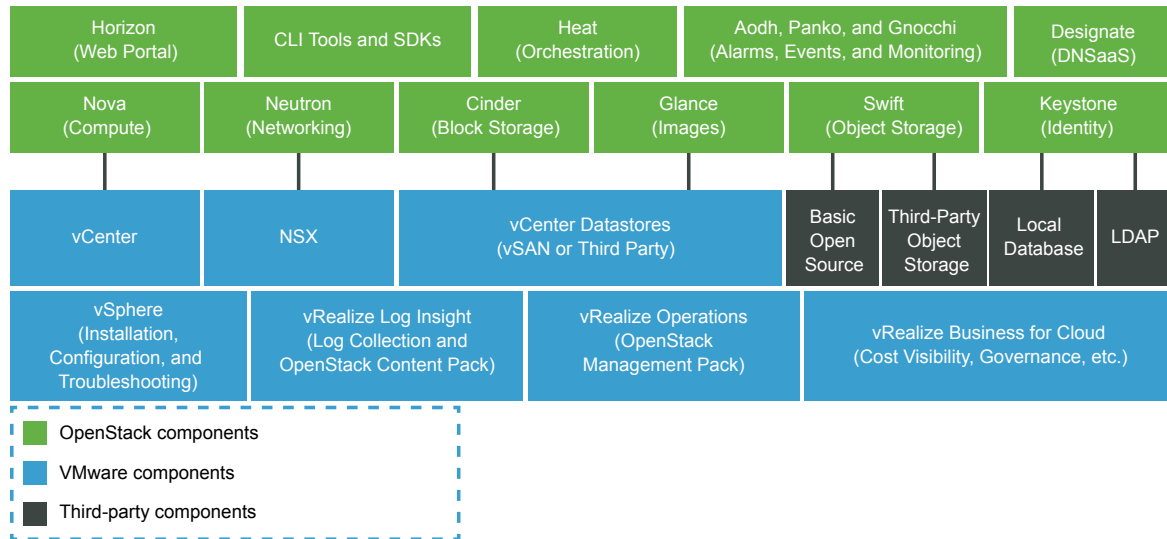 Horizon
(Web Portal)
CLI Tools and SDKs
Heat
(Orchestration)
Aodh, Panko, and Gnocchi
(Alarms, Events, and Monitoring)
Designate
(DNSaaS)
Nova
(Compute)
Neutron
(Networking)
Cinder
(Block Storage)
Glance
(Images)
Swift
(Object Storage)
Keystone
(Identity)
vCenter
NSX
vCenter Datastores
(vSAN or Third Party)
Basic
Open
Source
Third-Party
Object
Storage
Local
Database
LDAP
vSphere
(Installation,
Configuration, and
Troubleshooting)
vRealize Log Insight
(Log Collection and
OpenStack Content Pack)
vRealize Operations
(OpenStack
Management Pack)
vRealize Business for Cloud
(Cost Visibility, Governance, etc.)
OpenStack components
VMware components
Third-party components